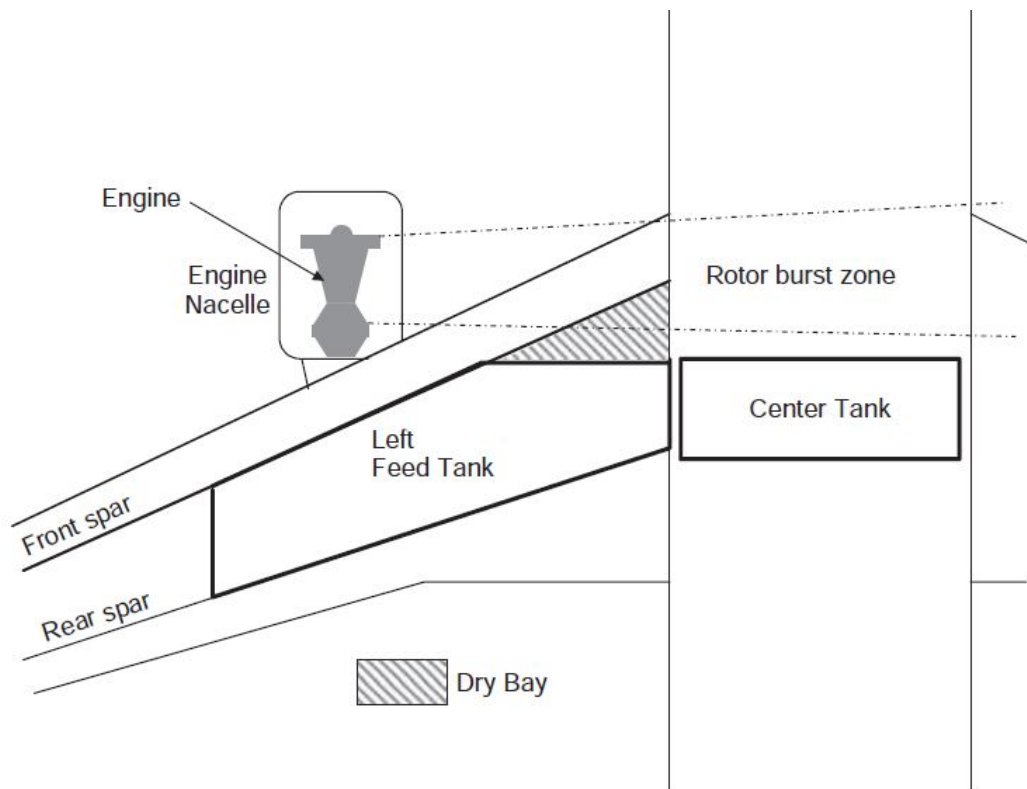 Engine
Engine
Nacelle
Rotor burst zone
Center Tank
Left
Feed Tank
Front spar
Rear spar
Dry Bay